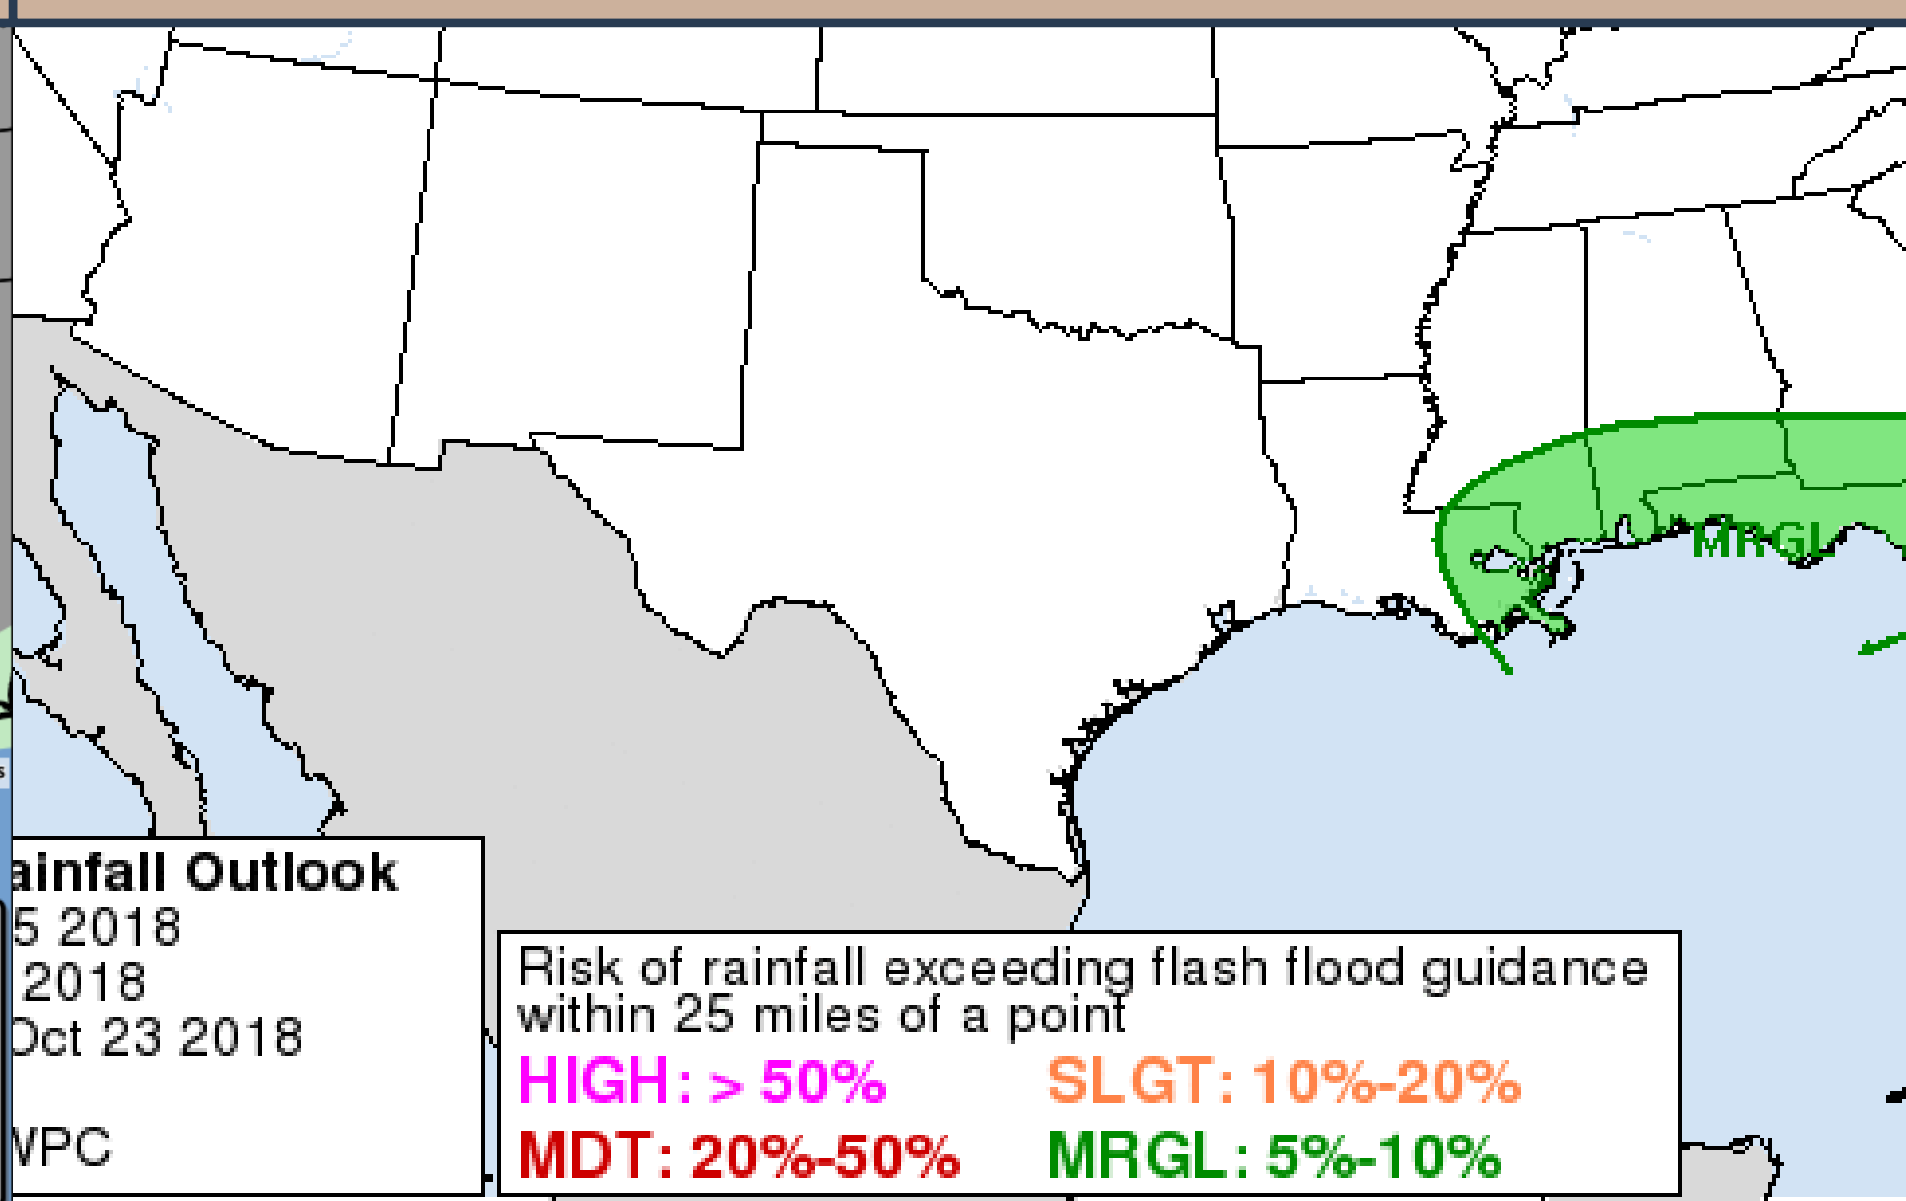 MRGL
ainfall Outlook
5 2018
2018
Oct 23 2018
WPC
s
Risk of rainfall exceeding flash flood guidance
within 25 miles of a point
HIGH: > 50% SLGT: 10%-20%
MDT: 20%-50% MRGL: 5%-10%